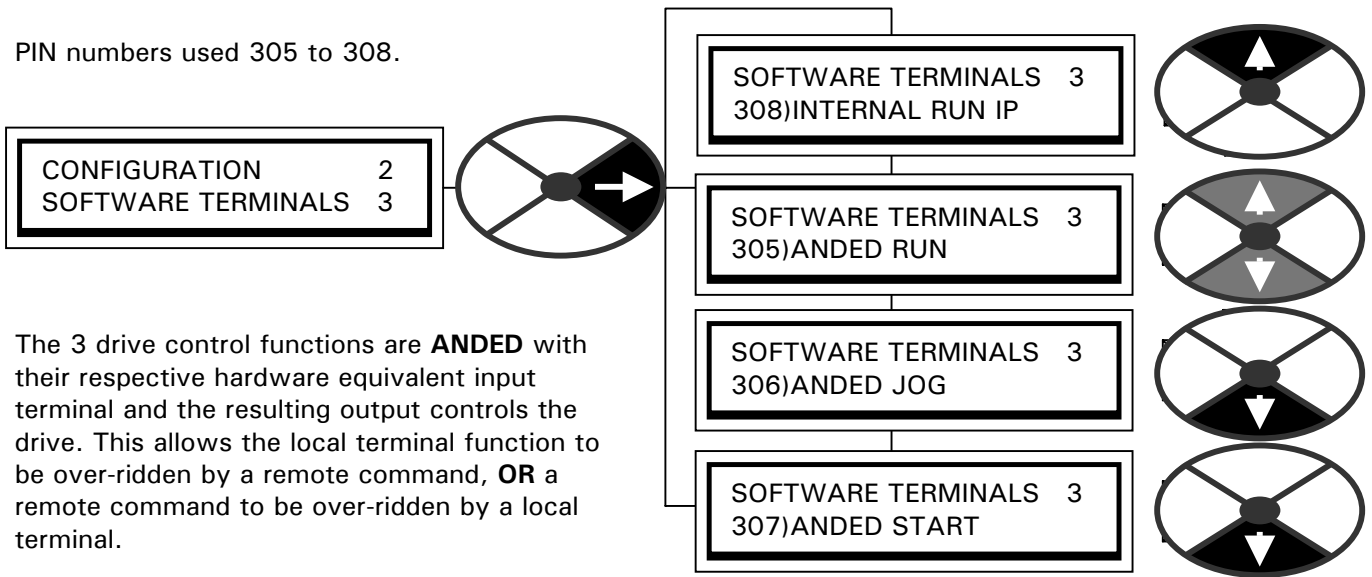 PIN numbers used 305 to 308.
CONFIGURATION 2
SOFTWARE TERMINALS 3
The 3 drive control functions are ANDED with
their respective hardware equivalent input
terminal and the resulting output controls the
drive. This allows the local terminal function to
be over-ridden by a remote command, OR a
remote command to be over-ridden by a local
terminal.
SOFTWARE TERMINALS 3
308)INTERNAL RUN IP
SOFTWARE TERMINALS 3
305)ANDED RUN
SOFTWARE TERMINALS 3
306)ANDED JOG
SOFTWARE TERMINALS 3
307)ANDED START